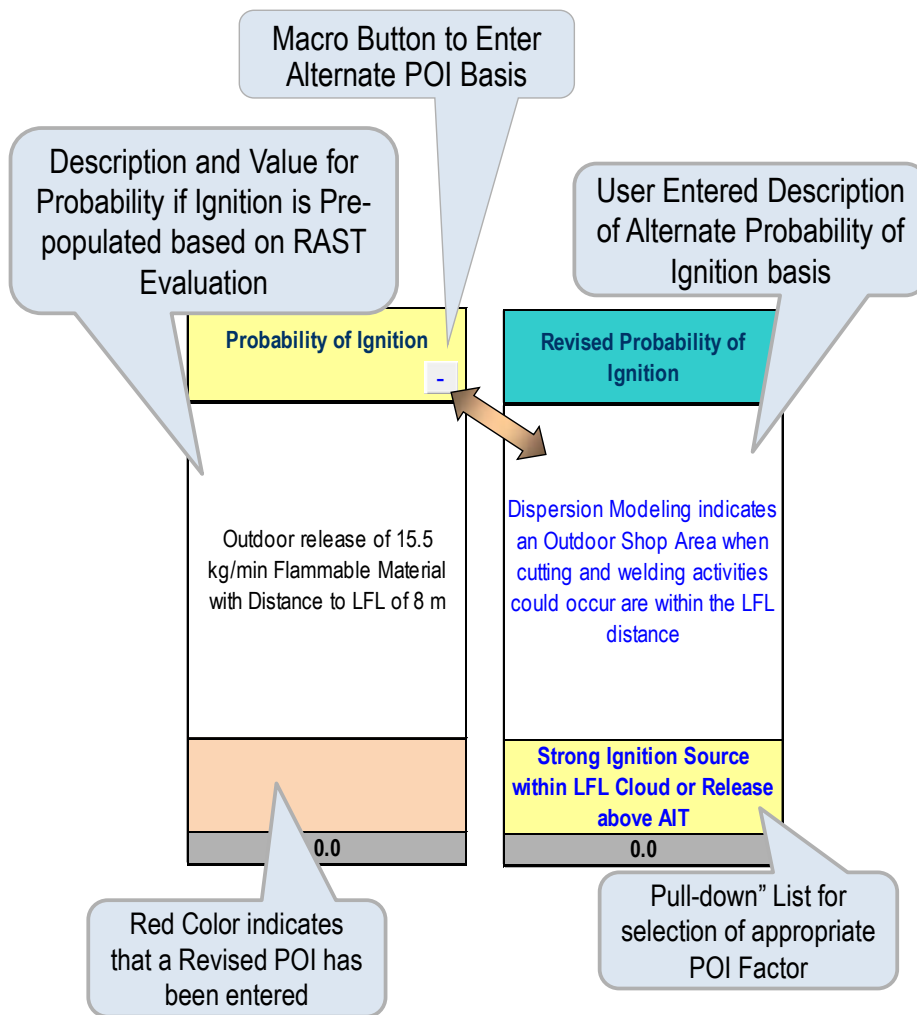 Macro Button to Enter
Alternate POI Basis
Description and Value for
Probability if Ignition is Pre-
populated based on RAST
Evaluation
User Entered Description
of Alternate Probability of
Ignition basis
Probability of Ignition
-
Revised Probability of
Ignition
Outdoor release of 15.5
kg/min Flammable Material
with Distance to LFL of 8 m
Dispersion Modeling indicates
an Outdoor Shop Area when
cutting and welding activities
could occur are within the LFL
distance
Strong Ignition Source
within LFL Cloud or Release
above AIT
0.0
0.0
Red Color indicates
that a Revised POI has
been entered
Pull-down” List for
selection of appropriate
POI Factor